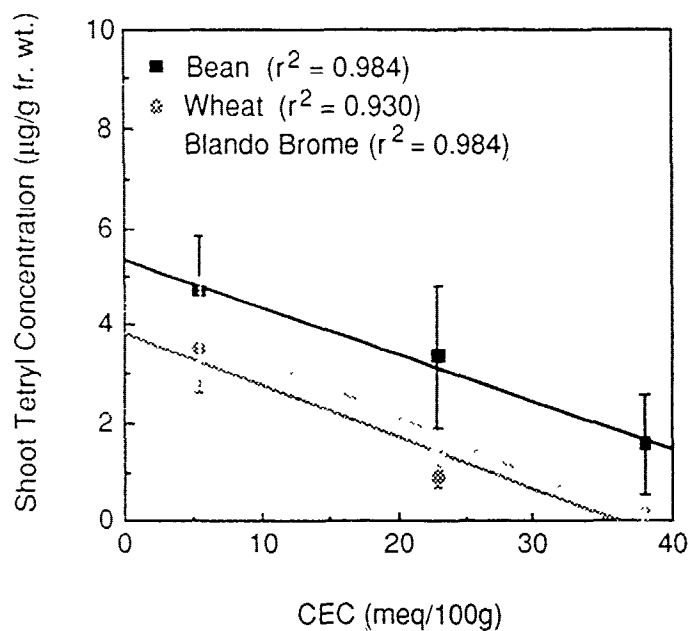 Shoot Tetryl Concentration (µg/g fr. wt.)
10
8
6
4
2
0
Bean (r² = 0.984)
Wheat (r² = 0.930)
Blando Brome (r² = 0.984)
0 10 20 30 40
CEC (meq/100g)